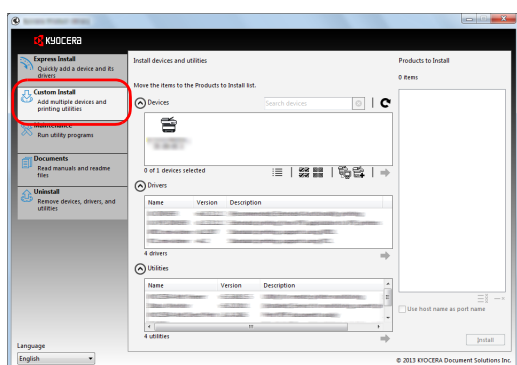 KYOCERA
Express Install
Quickly add a device and its
drivers
Custom Install
Add multiple devices and
printing utilities
Maintenance
Run utility programs
Documents
Read manuals and readme
files
Uninstall
Remove devices, drivers, and
utilities
Language
English
Install devices and utilities
Move the items to the Products to Install list.
Devices
Search devices
0 of 1 devices selected
Drivers
Name Version Description
4 drivers
Utilities
Name Version Description
4 utilities
Products to Install
0 items
Use host name as port name
Install
© 2013 KYOCERA Document Solutions Inc.